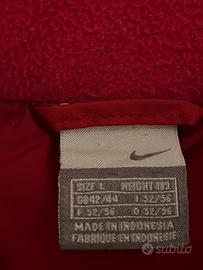 SIZE L HEIGHT 183
GB42/44 I 52/56
F 52/56 D 52/56
MADE IN INDONESIA
FABRIQUE EN INDONESIE
subito